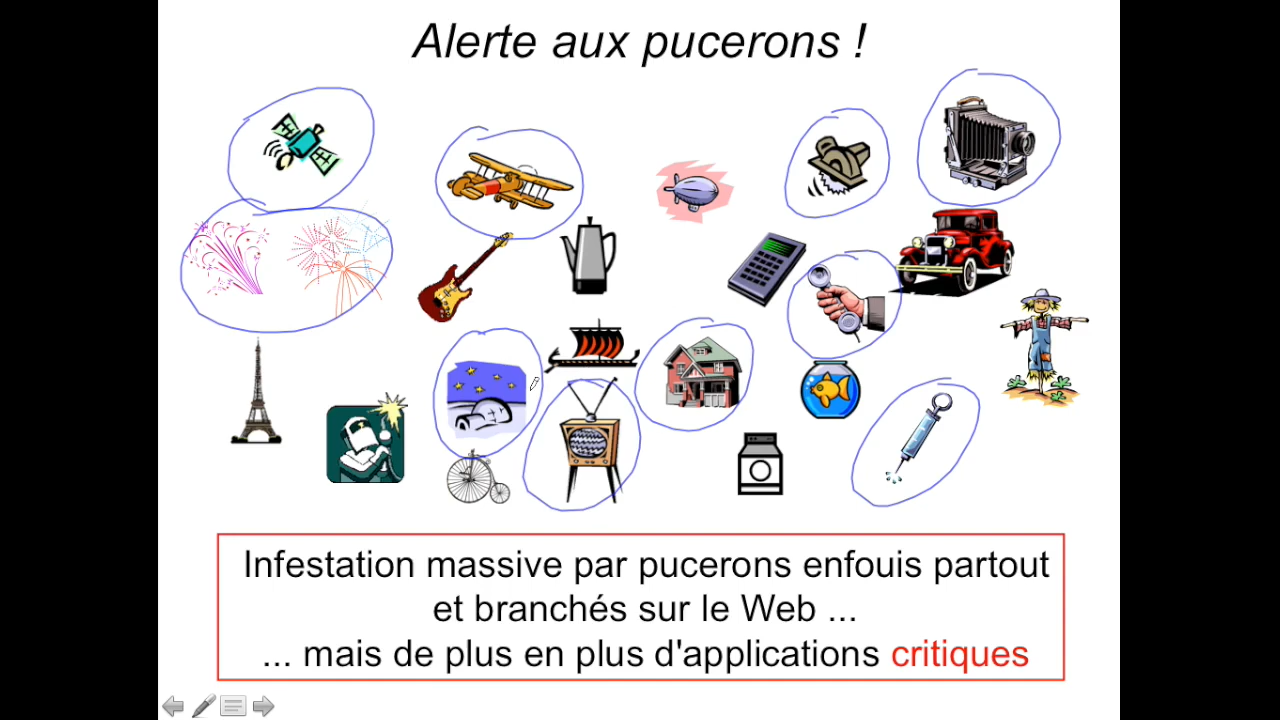 Alerte aux pucerons !
Infestation massive par pucerons enfouis partout
et branchés sur le Web ...
... mais de plus en plus d'applications critiques